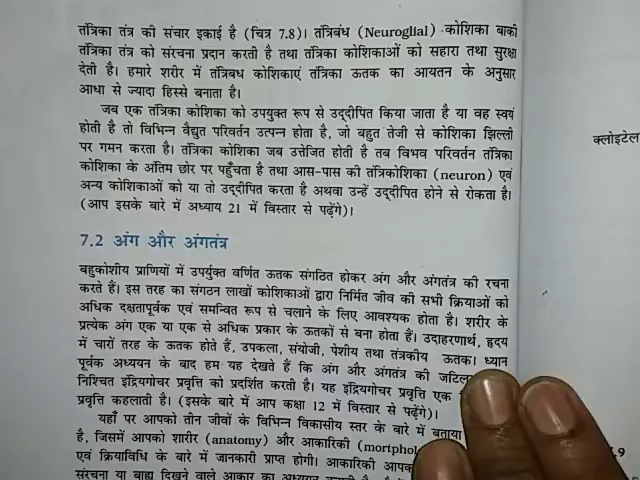 तंत्रिका तंत्र की संचार इकाई है (चित्र 7.8)। तंत्रिबंध (Neuroglial) कोशिका बाकी
तंत्रिका तंत्र को संरचना प्रदान करती है तथा तंत्रिका कोशिकाओं को सहारा तथा सुरक्षा
देती है। हमारे शरीर में तंत्रिबध कोशिकाएं तंत्रिका ऊतक का आयतन के अनुसार
आधा से ज्यादा हिस्से बनाता है।
जब एक तंत्रिका कोशिका को उपयुक्त रूप से उद्दीपित किया जाता है या वह स्वयं
होती है तो विभिन्न वैद्युत परिवर्तन उत्पन्न होता है, जो बहुत तेजी से कोशिका झिल्ली
पर गमन करता है। तंत्रिका कोशिका जब उत्तेजित होती है तब विभव परिवर्तन तंत्रिका
कोशिका के अंतिम छोर पर पहुँचता है तथा आस-पास की तंत्रिकोशिका (neuron) एवं
अन्य कोशिकाओं को या तो उद्दीपित करता है अथवा उन्हें उद्दीपित होने से रोकता है।
(आप इसके बारे में अध्याय 21 में विस्तार से पढ़ेंगे)।
7.2 अंग और अंगतंत्र
बहुकोशीय प्राणियों में उपर्युक्त वर्णित ऊतक संगठित होकर अंग और अंगतंत्र की रचना
करते हैं। इस तरह का संगठन लाखों कोशिकाओं द्वारा निर्मित जीव की सभी क्रियाओं को
अधिक दक्षतापूर्वक एवं समन्वित रूप से चलाने के लिए आवश्यक होता है। शरीर के
प्रत्येक अंग एक या एक से अधिक प्रकार के ऊतकों से बना होता है। उदाहरणार्थ, हृदय
में चारों तरह के ऊतक होते हैं, उपकला, संयोजी, पेशीय तथा तंत्रकीय ऊतक। ध्यान
पूर्वक अध्ययन के बाद हम यह देखते हैं कि अंग और अंगतंत्र की
निश्चित इंद्रियगोचर प्रवृत्ति को प्रदर्शित करती है। यह इंद्रियगोचर प्रवृत्ति एक
प्रवृत्ति कहलाती है। (इसके बारे में आप कक्षा 12 में विस्तार से पढ़ेंगे)।
यहाँ पर आपको तीन जीवों के विभिन्न विकासीय स्तर के बारे में बताया
है, जिसमें आपको शारीर (anatomy) और आकारिकी
एवं क्रियाविधि के बारे में जानकारी प्राप्त होगी। आकारिकी
संरचना या बाह्य दिखने वाले आकार का अध्ययन
क्लोइटेल